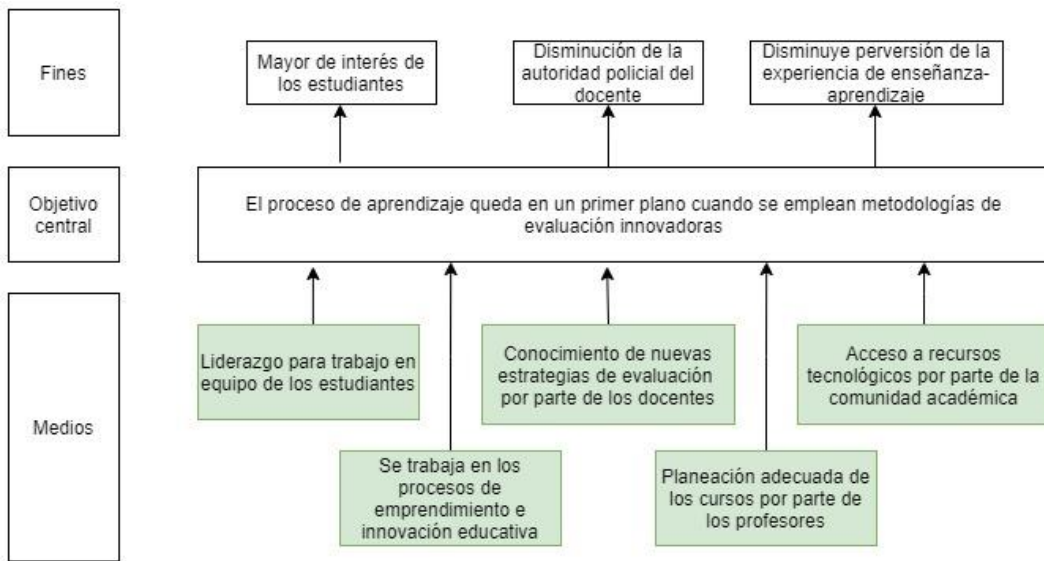 Fines
Mayor de interés de
los estudiantes
Disminución de la
autoridad policial del
docente
Disminuye perversión de la
experiencia de enseñanza-
aprendizaje
Objetivo
central
El proceso de aprendizaje queda en un primer plano cuando se emplean metodologías de
evaluación innovadoras
Medios
Liderazgo para trabajo en
equipo de los estudiantes
Conocimiento de nuevas
estrategias de evaluación
por parte de los docentes
Acceso a recursos
tecnológicos por parte de la
comunidad académica
Se trabaja en los
procesos de
emprendimiento e
innovación educativa
Planeación adecuada de
los cursos por parte de
los profesores